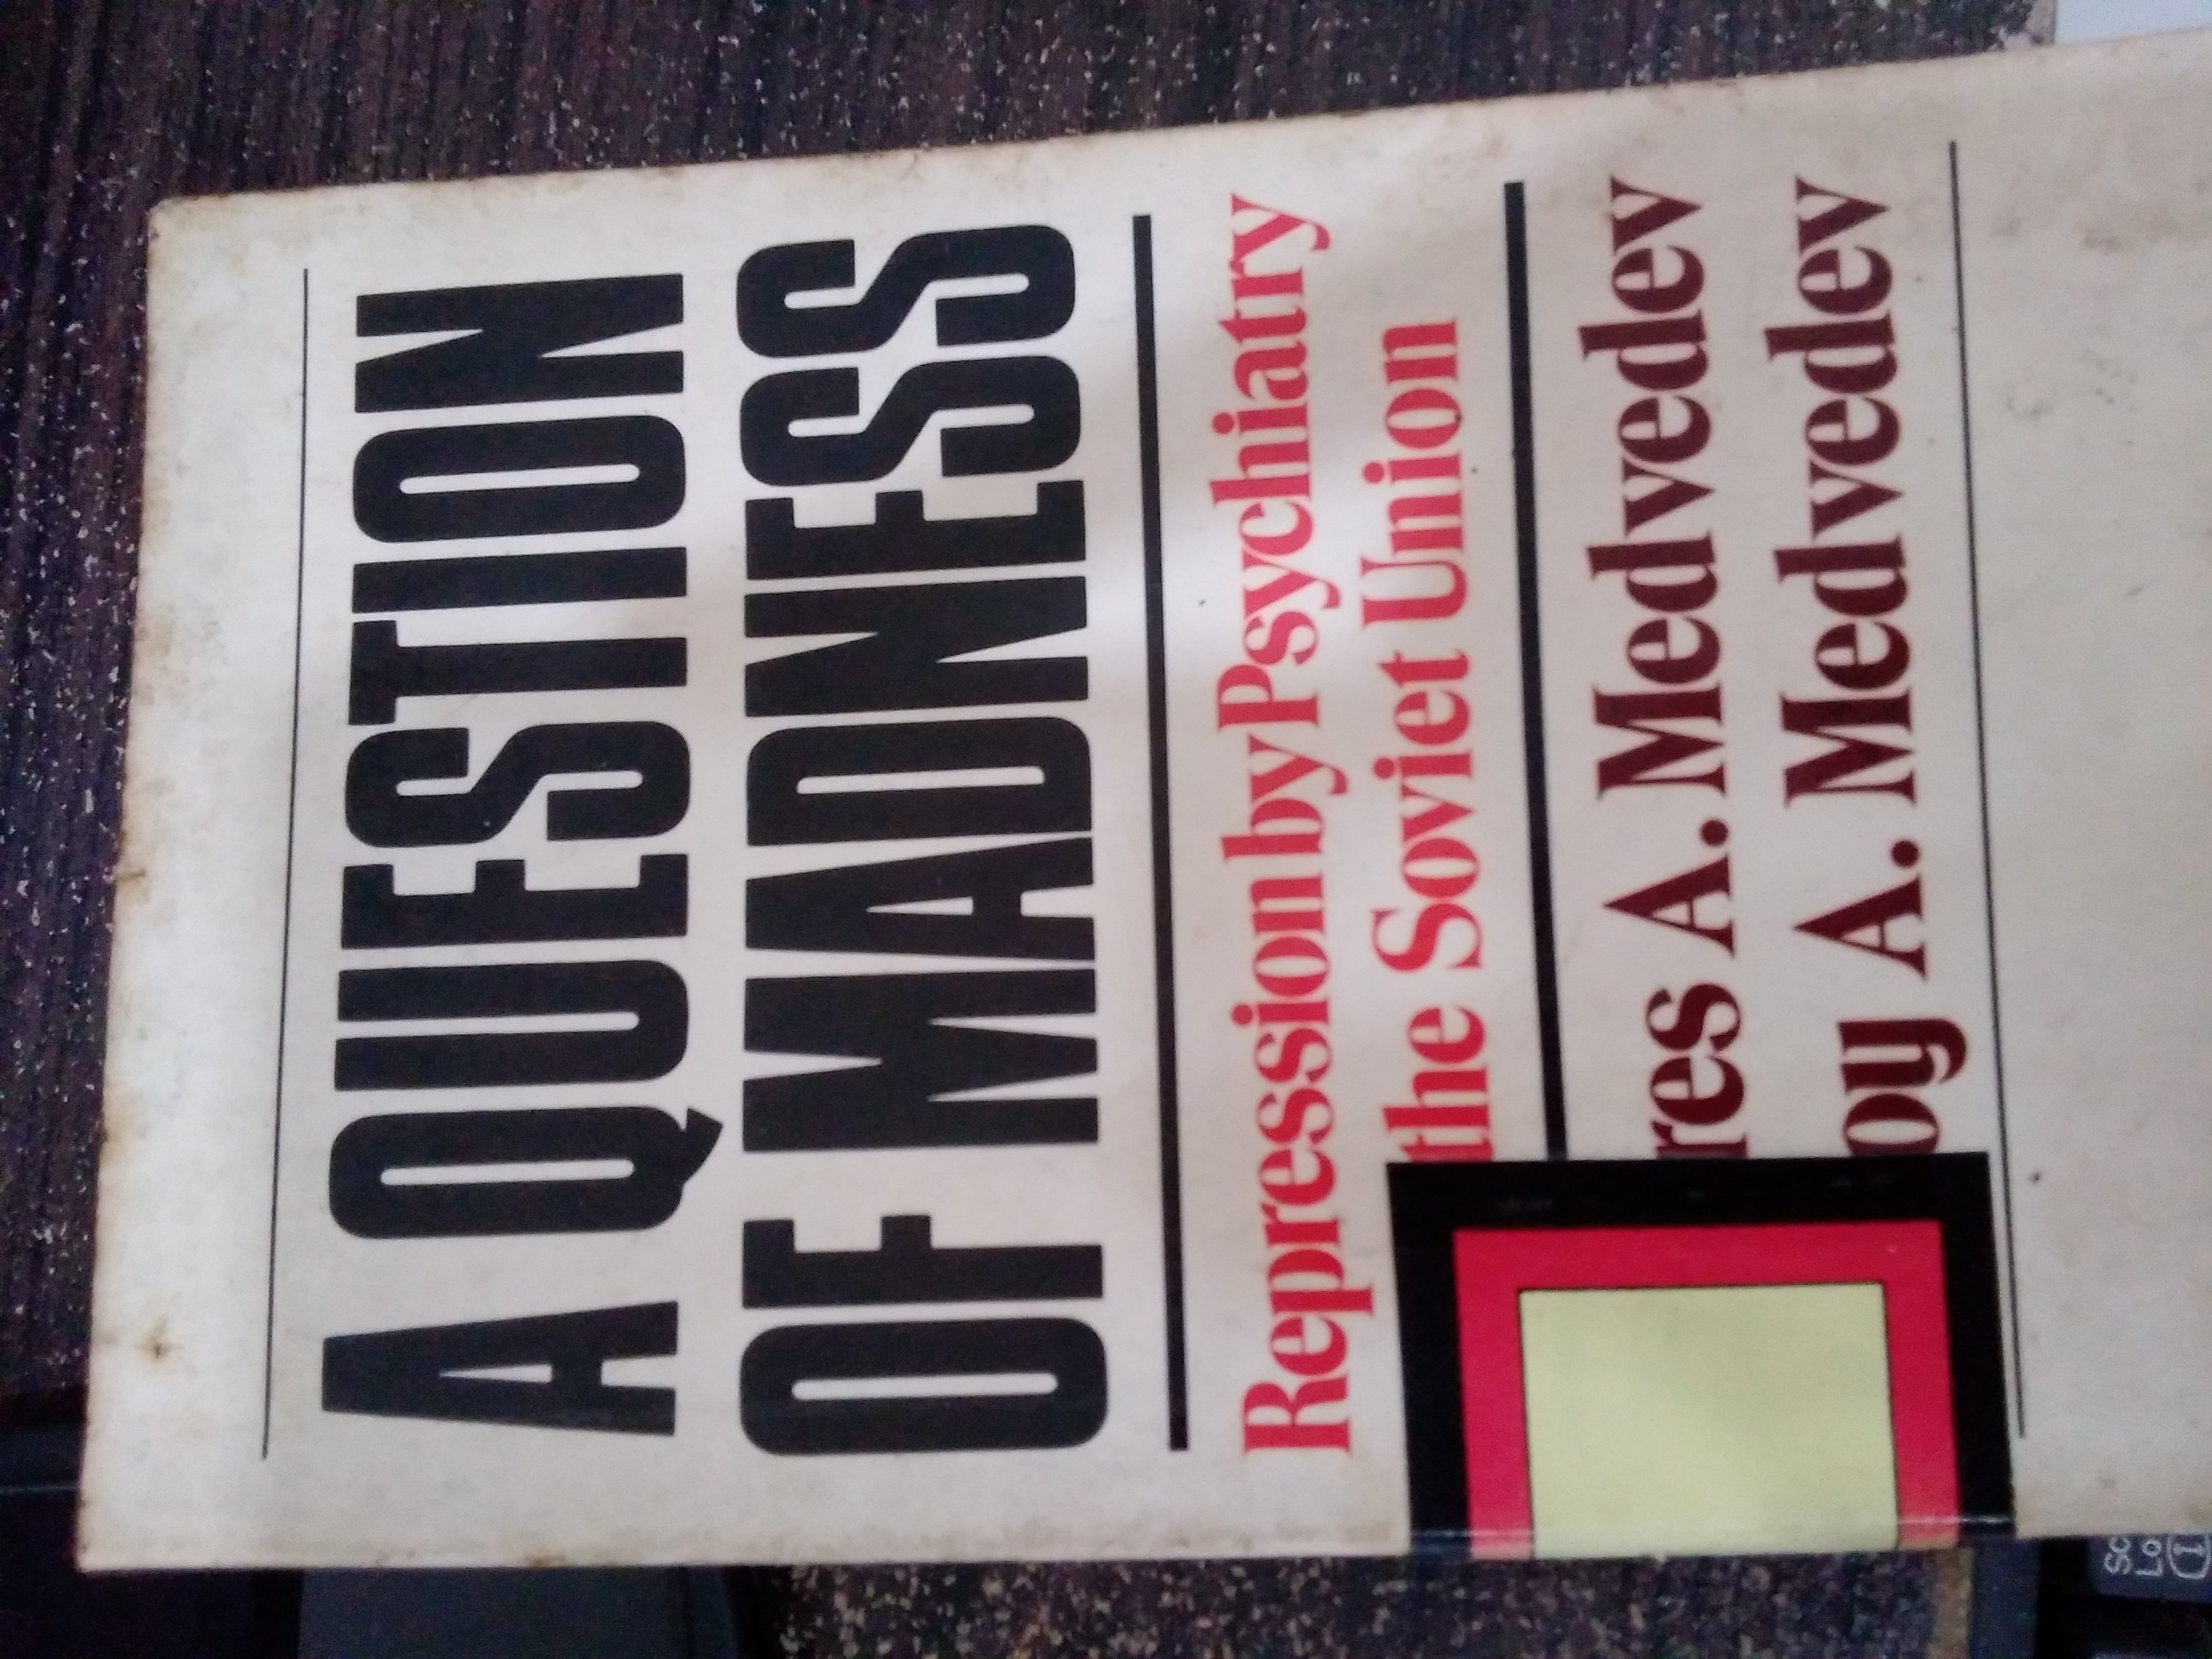 A QUESTION
OF MADNESS
Repression by Psychiatry
the Soviet Union
res A. Medvedev
oy A. Medvedev